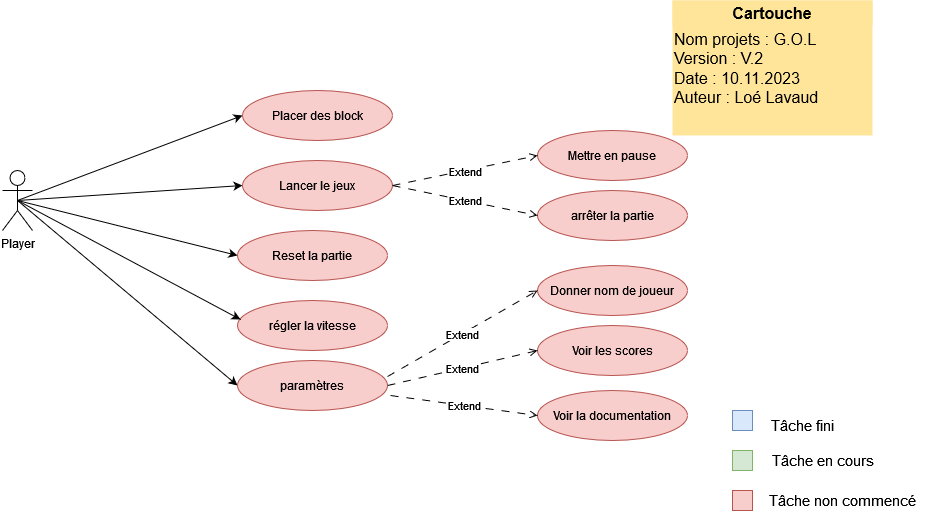 Cartouche
Nom projets : G.O.L
Version : V.2
Date : 10.11.2023
Auteur : Loé Lavaud
Placer des block
Mettre en pause
Extend
Lancer le jeux
Extend
arrêter la partie
Player
Reset la partie
Donner nom de joueur
régler la vitesse
Extend
Voir les scores
Extend
paramètres
Extend
Voir la documentation
Tâche fini
Tâche en cours
Tâche non commencé